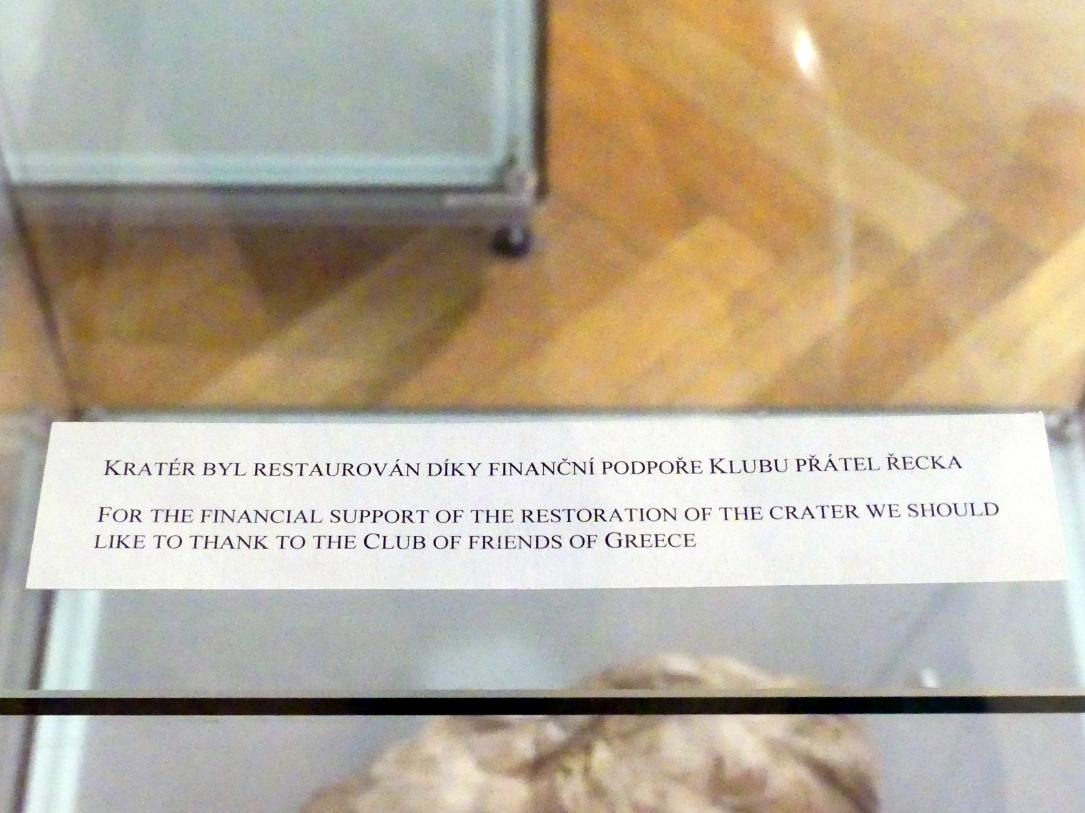 KRATÉR BYL RESTAUROVÁN DÍKY FINANČNÍ PODPOŘE KLUBU PŘÁTEL ŘECKA
FOR THE FINANCIAL SUPPORT OF THE RESTORATION OF THE CRATER WE SHOULD
LIKE TO THANK TO THE CLUB OF FRIENDS OF GREECE